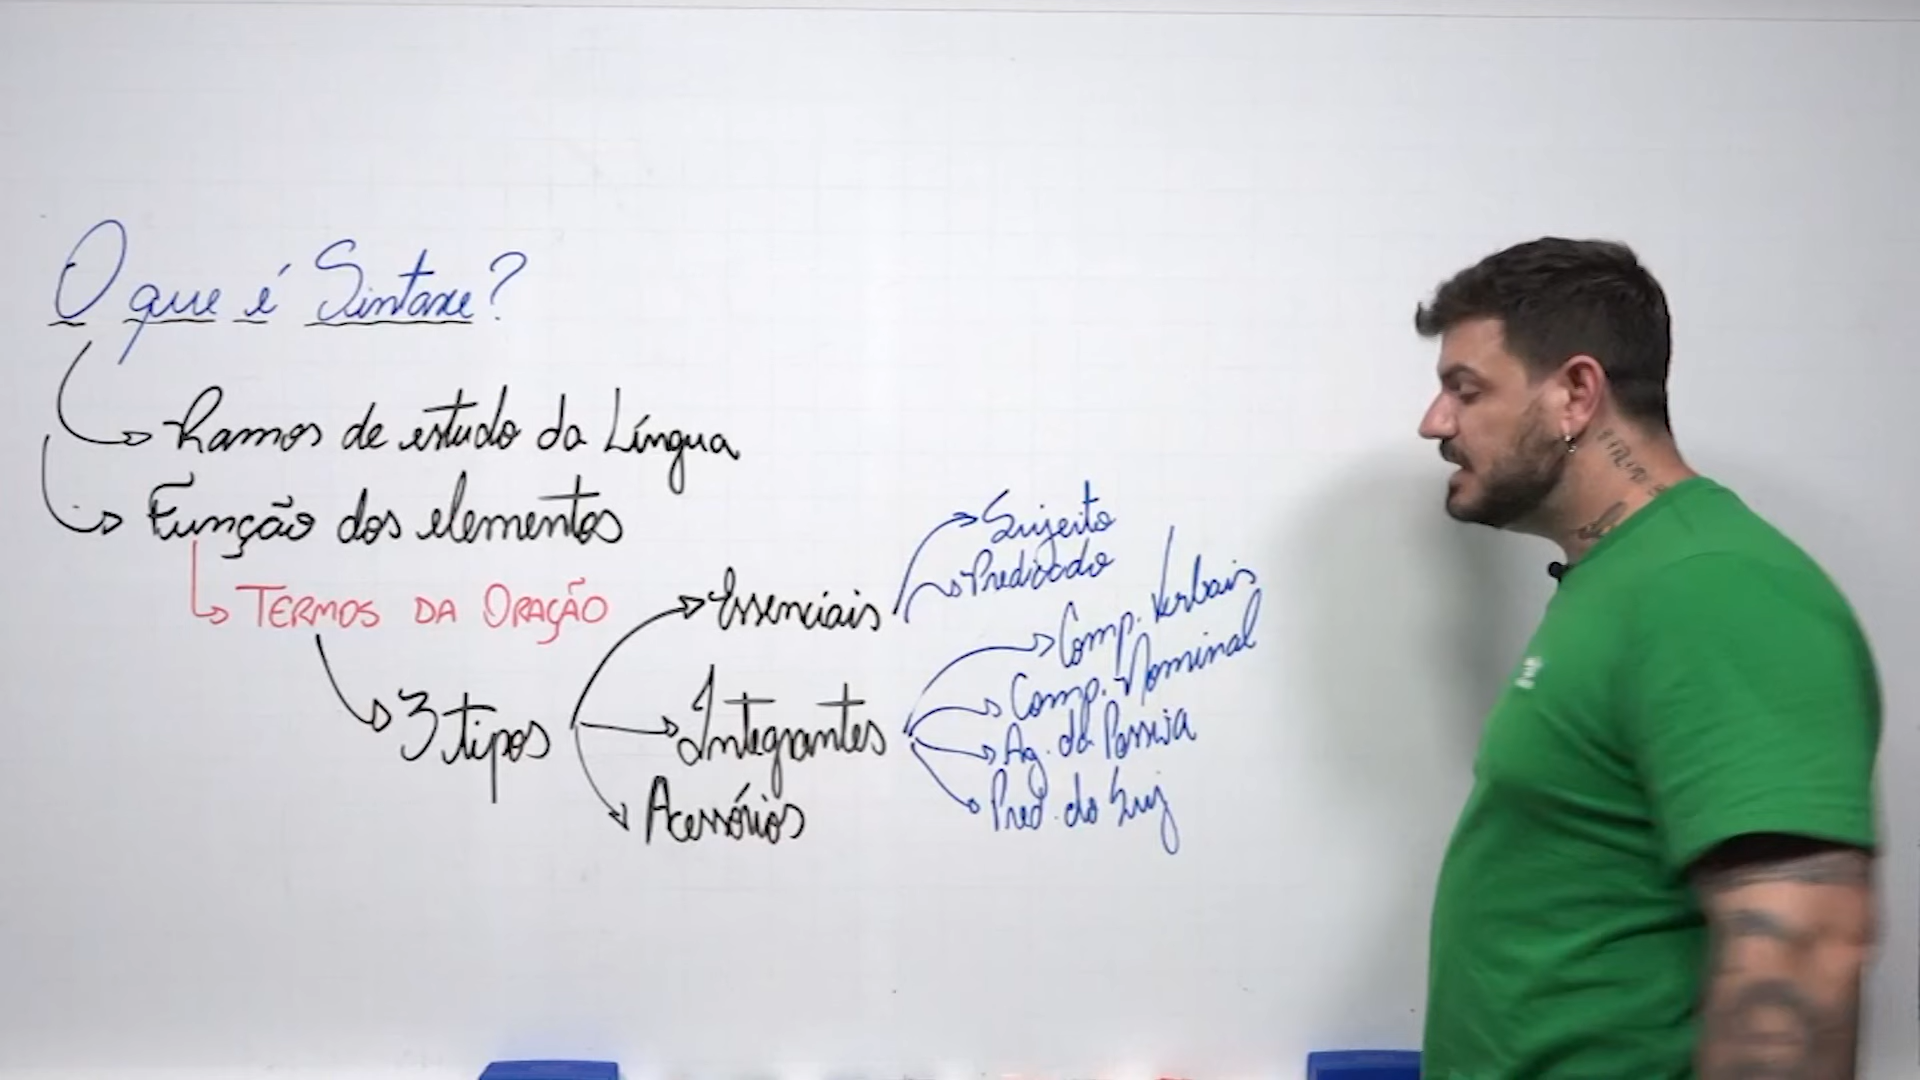 O que é Sintaxe?
Ramos de estudo da Língua
Função dos elementos
TERMOS DA ORAÇÃO
3 tipos
Essenciais
Sujeito
Predicado
Integrantes
Comp. Verbais
Comp. Nominal
Ag. da Passiva
Pred. do Suj
Acessórios